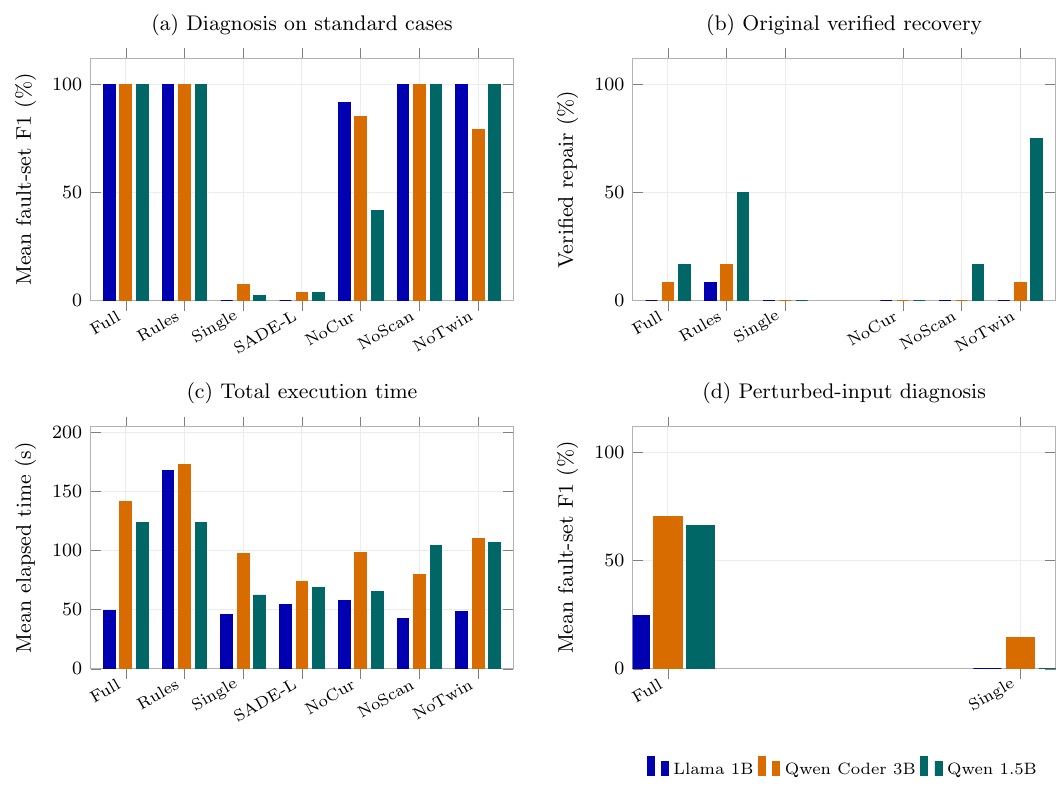 (a) Diagnosis on standard cases
Mean fault-set F1 (%)
100
50
0
Full
Rules
Single
SADE-L
NoCur
NoScan
NoTwin
(b) Original verified recovery
Verified repair (%)
100
50
0
Full
Rules
Single
NoCur
NoScan
NoTwin
(c) Total execution time
Mean elapsed time (s)
200
150
100
50
0
Full
Rules
Single
SADE-L
NoCur
NoScan
NoTwin
(d) Perturbed-input diagnosis
Mean fault-set F1 (%)
100
50
0
Full
Single
Llama 1B
Qwen Coder 3B
Qwen 1.5B